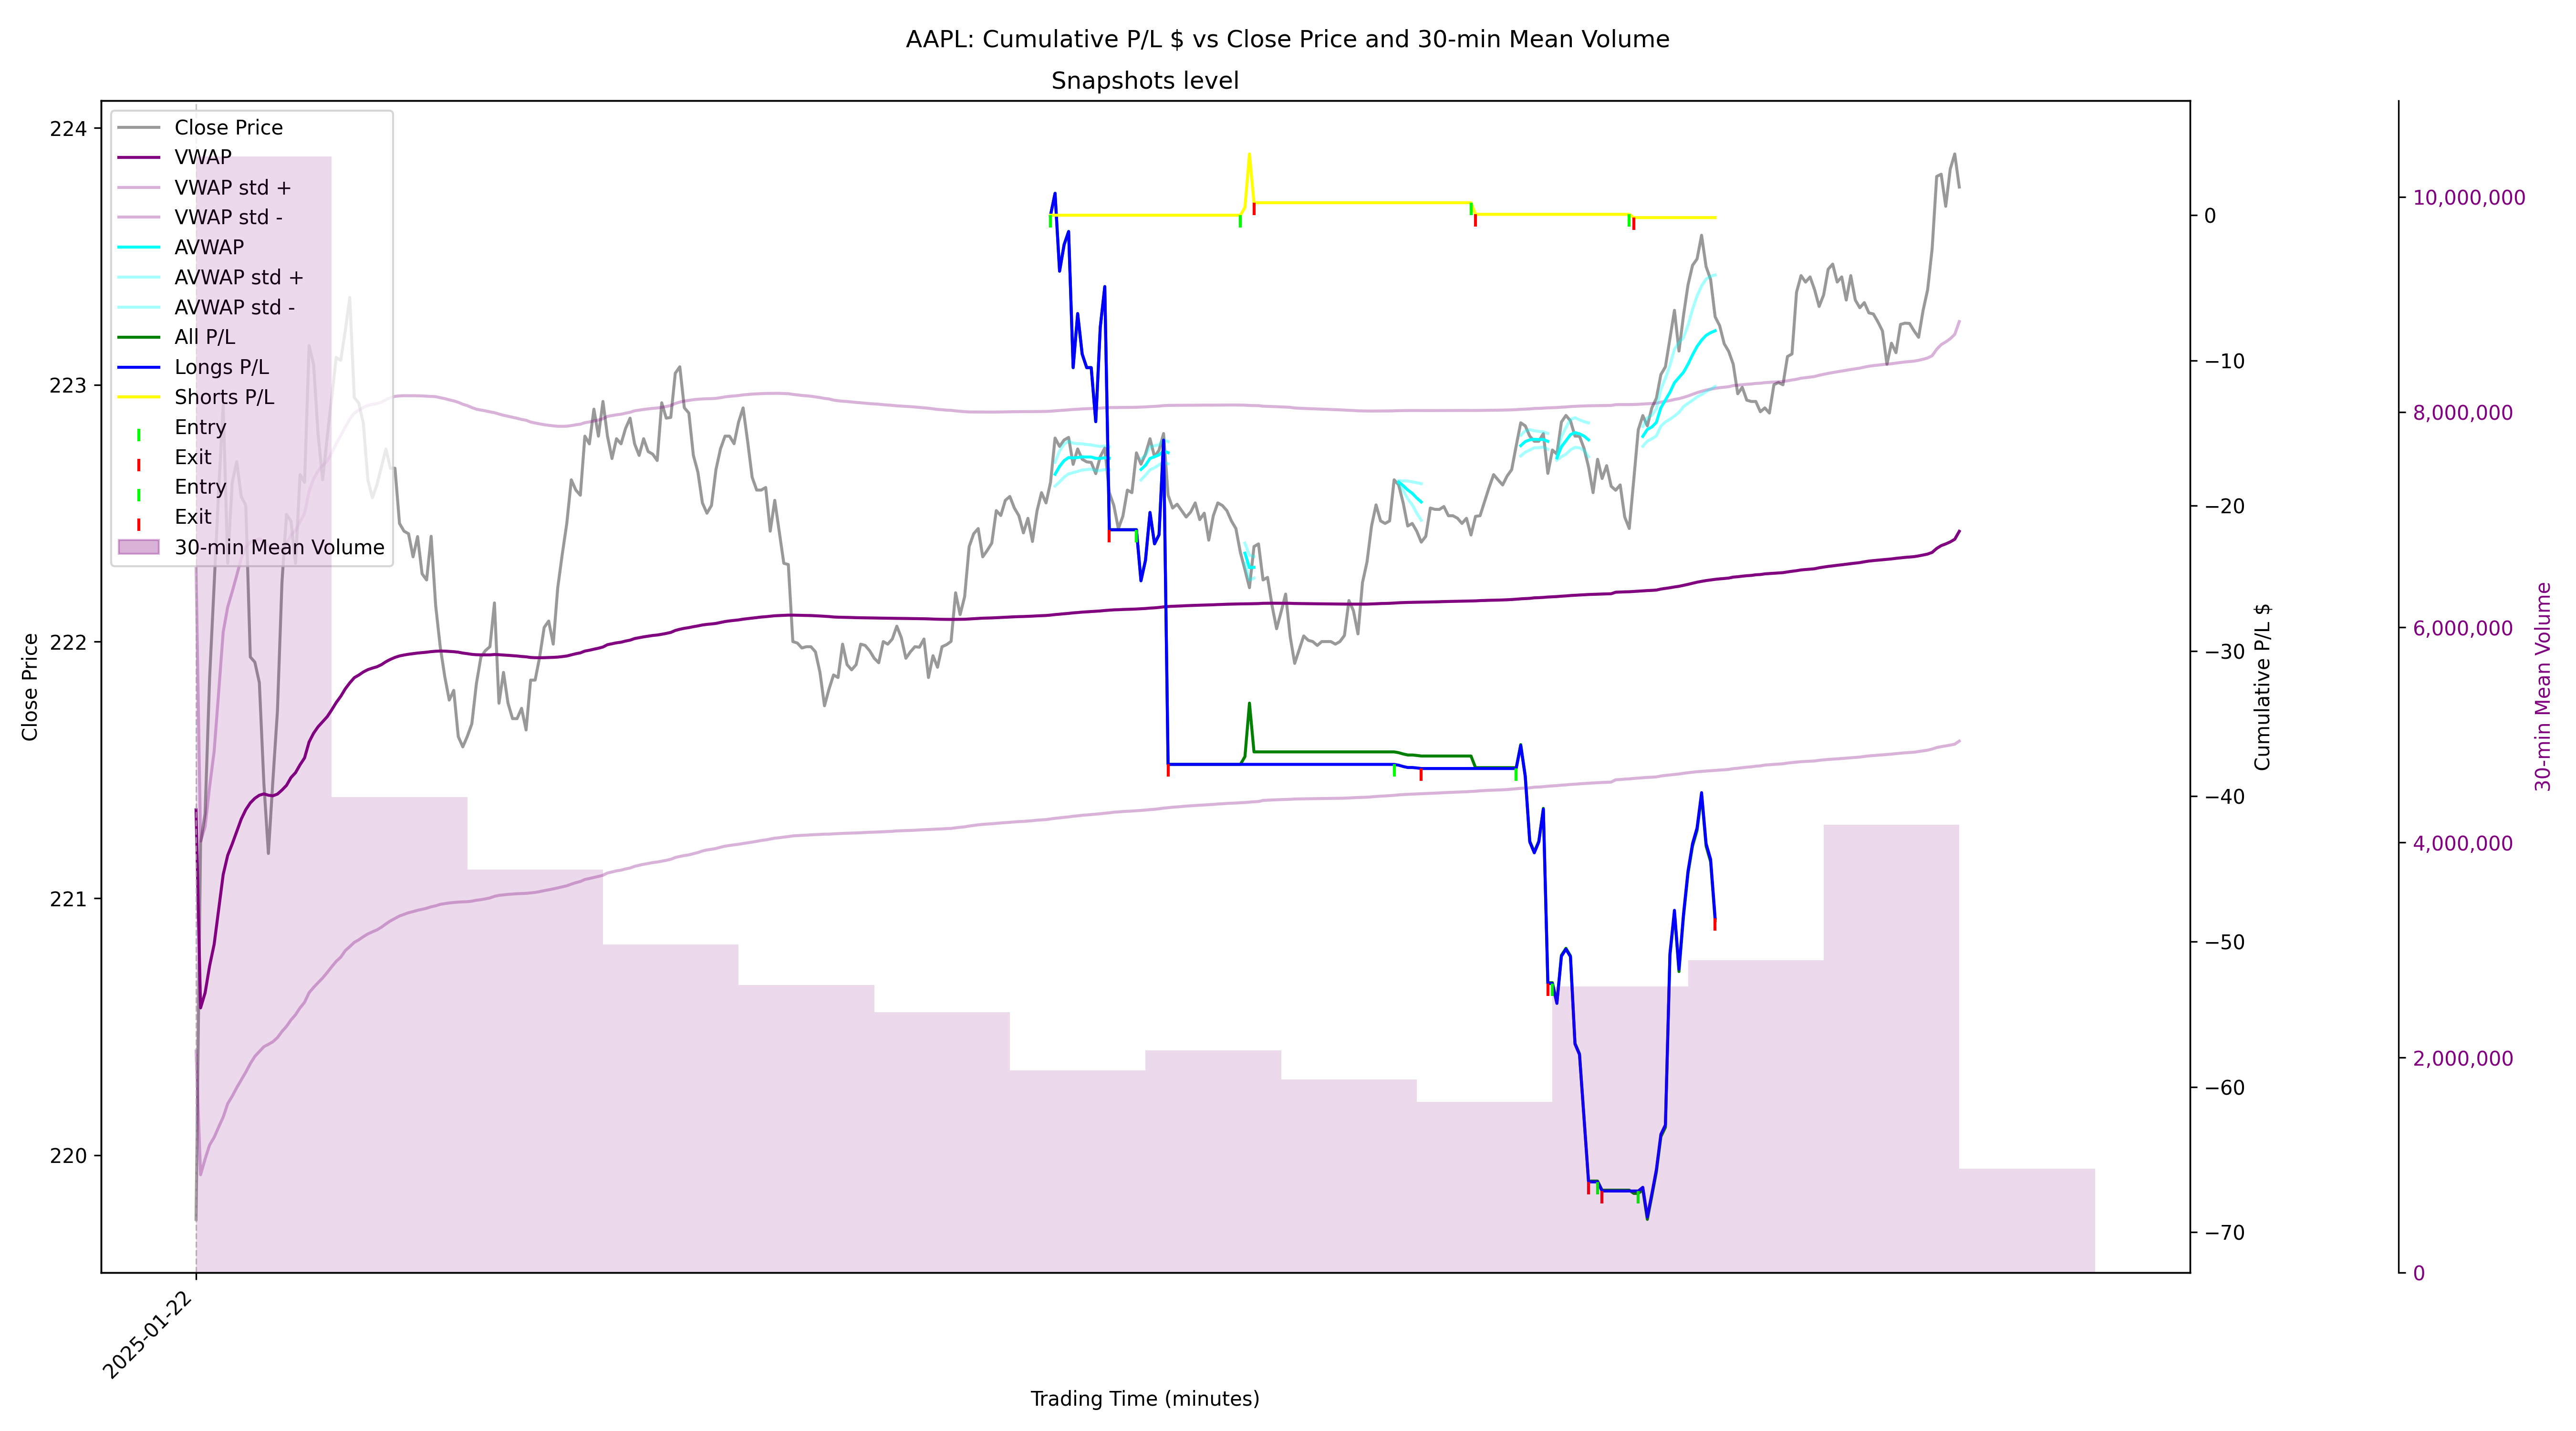 AAPL: Cumulative P/L $ vs Close Price and 30-min Mean Volume
Snapshots level
Close Price
VWAP
VWAP std +
VWAP std -
AVWAP
AVWAP std +
AVWAP std -
All P/L
Longs P/L
Shorts P/L
Entry
Exit
Entry
Exit
30-min Mean Volume
224
223
222
221
220
Close Price
0
−10
−20
−30
−40
−50
−60
−70
Cumulative P/L $
10,000,000
8,000,000
6,000,000
4,000,000
2,000,000
0
30-min Mean Volume
2025-01-22
Trading Time (minutes)